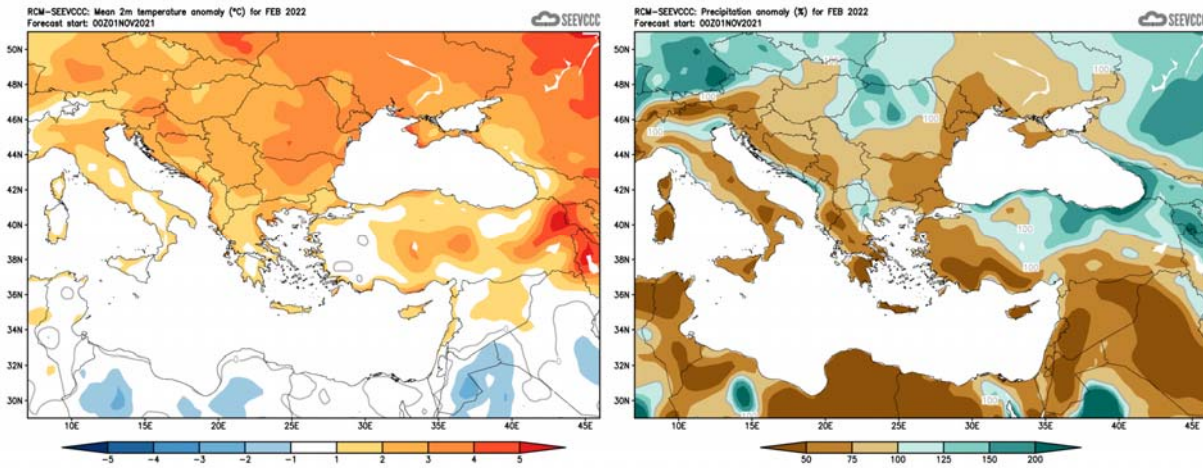 RCM-SEEVCCC: Mean 2m temperature anomaly (°C) for FEB 2022
Forecast start: 00Z01NOV2021
SEEVCCC
50N
48N
46N
44N
42N
40N
38N
36N
34N
32N
30N
10E 15E 20E 25E 30E 35E 40E 45E
-5 -4 -3 -2 -1 1 2 3 4 5
RCM-SEEVCCC: Precipitation anomaly (%) for FEB 2022
Forecast start: 00Z01NOV2021
SEEVCCC
50N
48N
46N
44N
42N
40N
38N
36N
34N
32N
30N
100
100
100
100
100
100
100
100
100
10E 15E 20E 25E 30E 35E 40E 45E
50 75 100 125 150 200